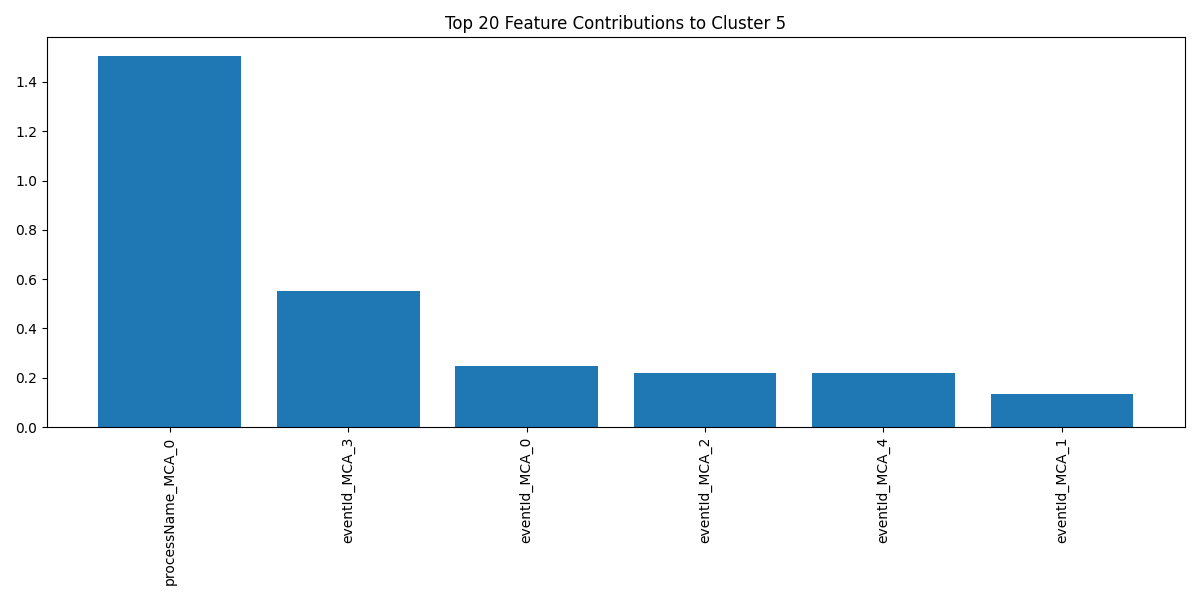 Top 20 Feature Contributions to Cluster 5
1.4
1.2
1.0
0.8
0.6
0.4
0.2
0.0
processName_MCA_0
eventId_MCA_3
eventId_MCA_0
eventId_MCA_2
eventId_MCA_4
eventId_MCA_1